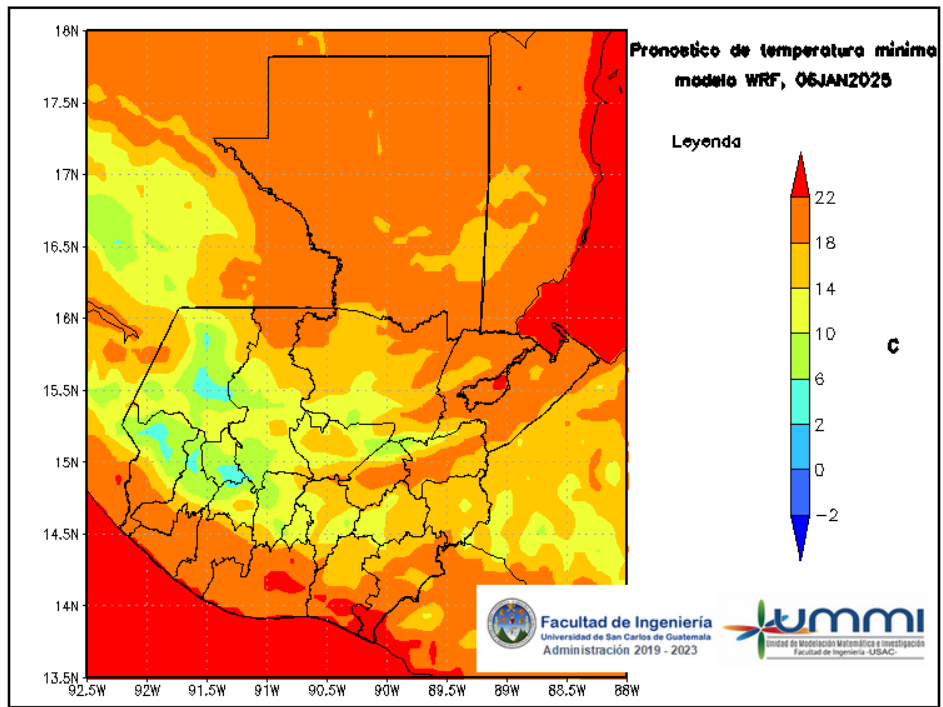 Pronostico de temperatura minima
modelo WRF, 06JAN2025
Leyenda
22
18
14
10
6
2
0
−2
C
18N
17.5N
17N
16.5N
16N
15.5N
15N
14.5N
14N
13.5N
92.5W 92W 91.5W 91W 90.5W 90W 89.5W 89W 88.5W 88W
Facultad de Ingeniería
Universidad de San Carlos de Guatemala
Administración 2019 - 2023
UMMI
Unidad de Modelación Matemática e Investigación
Facultad de Ingeniería -USAC-